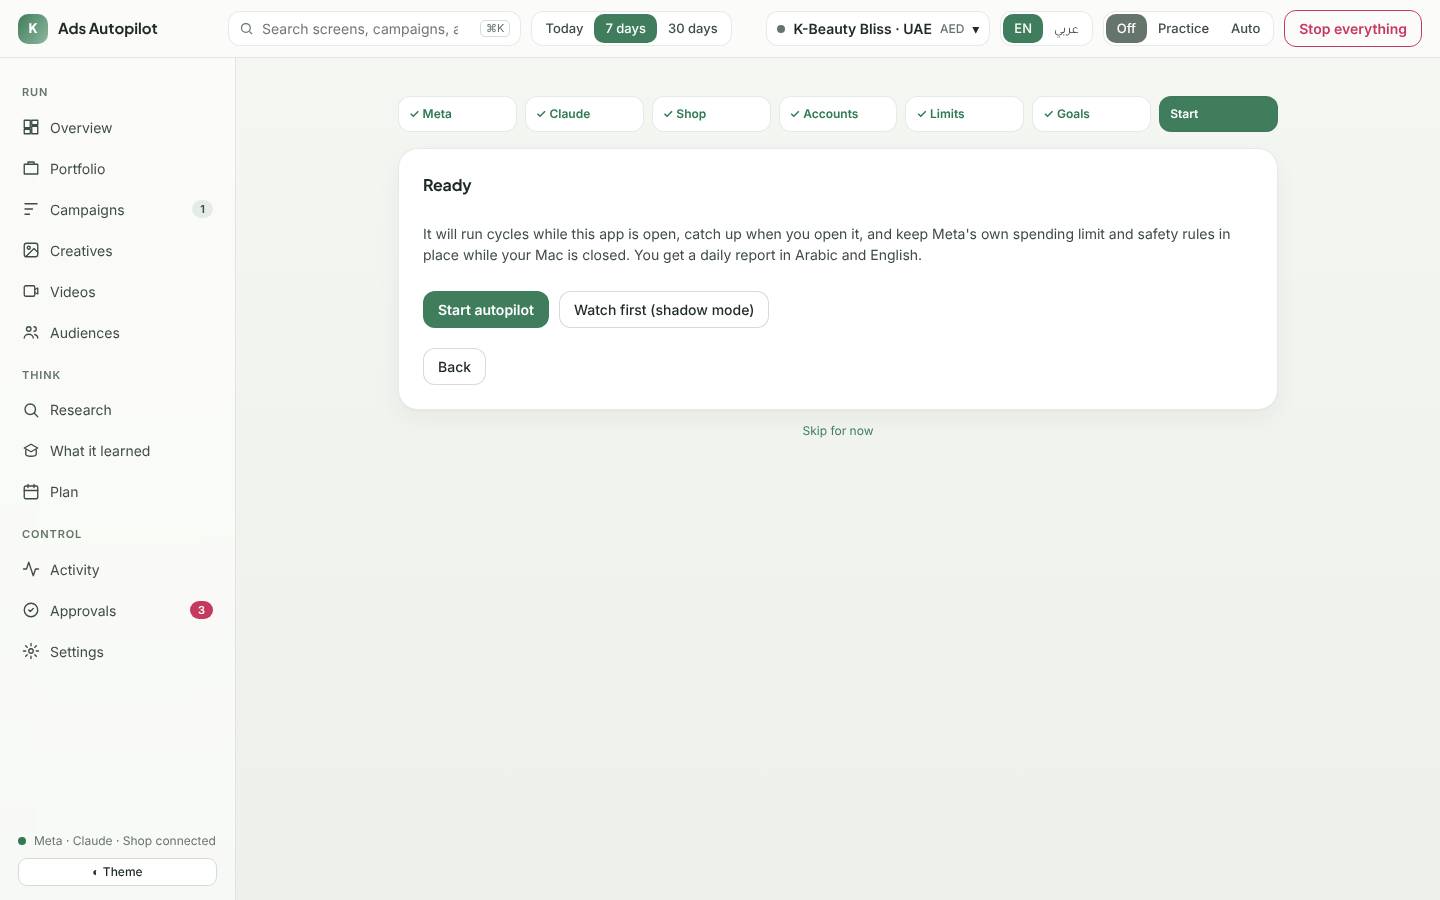 K Ads Autopilot
Search screens, campaigns, a ⌘K
Today 7 days 30 days
K-Beauty Bliss · UAE AED ▾
EN عربي
Off Practice Auto
Stop everything
RUN
Overview
Portfolio
Campaigns 1
Creatives
Videos
Audiences
THINK
Research
What it learned
Plan
CONTROL
Activity
Approvals 3
Settings
Meta · Claude · Shop connected
Theme
✓ Meta ✓ Claude ✓ Shop ✓ Accounts ✓ Limits ✓ Goals Start
Ready
It will run cycles while this app is open, catch up when you open it, and keep Meta's own spending limit and safety rules in
place while your Mac is closed. You get a daily report in Arabic and English.
Start autopilot Watch first (shadow mode)
Back
Skip for now